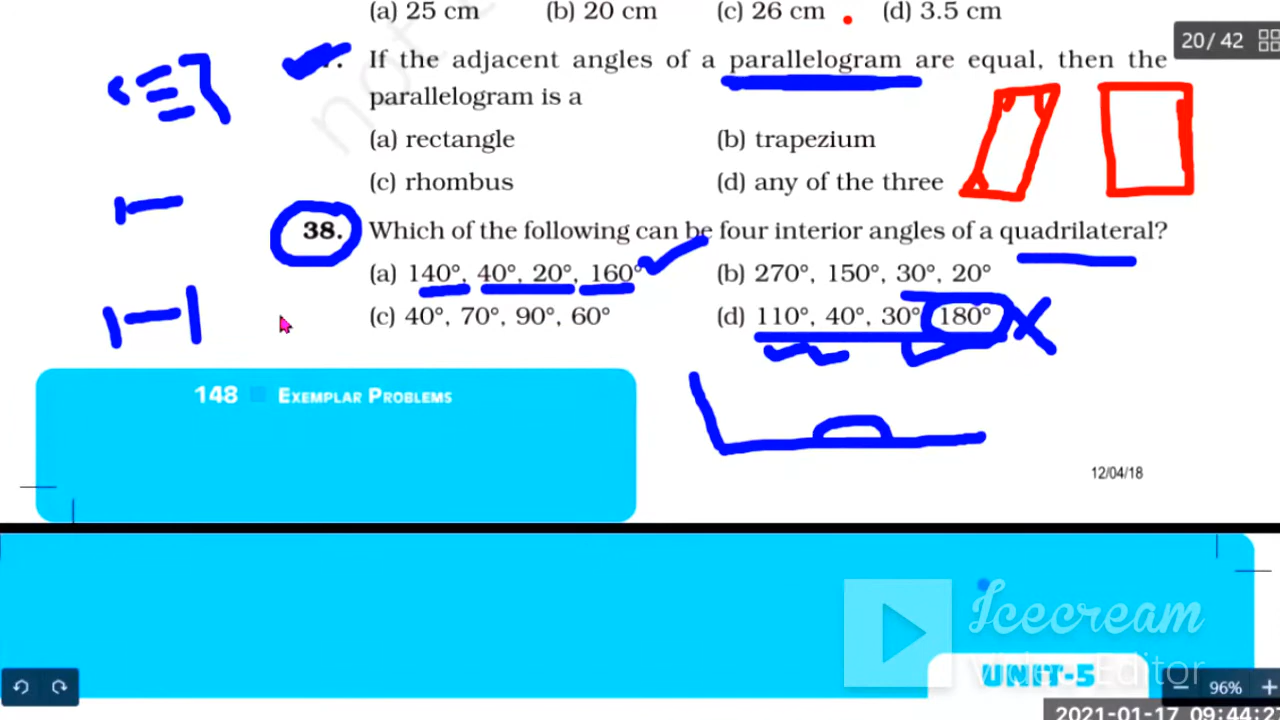 (a) 25 cm (b) 20 cm (c) 26 cm (d) 3.5 cm
20/ 42
If the adjacent angles of a parallelogram are equal, then the
parallelogram is a
(a) rectangle (b) trapezium
(c) rhombus (d) any of the three
38. Which of the following can be four interior angles of a quadrilateral?
(a) 140°, 40°, 20°, 160° (b) 270°, 150°, 30°, 20°
(c) 40°, 70°, 90°, 60° (d) 110°, 40°, 30° 180°
148 EXEMPLAR PROBLEMS
12/04/18
Icecream
Video Editor
UNIT-5
96%
2021-01-17 09:44:2